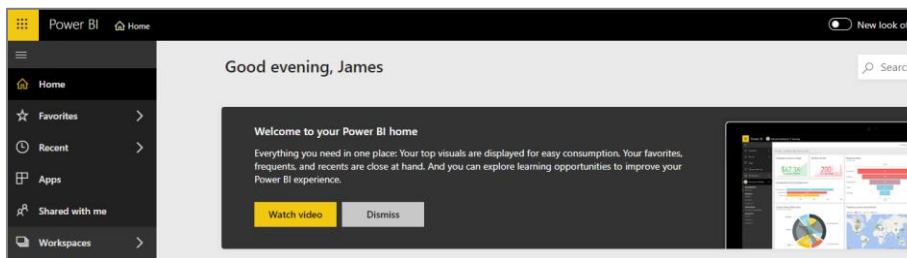 Power BI Home
New look of
Home
Good evening, James
Searc
Favorites
Recent
Apps
Shared with me
Workspaces
Welcome to your Power BI home
Everything you need in one place: Your top visuals are displayed for easy consumption. Your favorites,
frequents, and recents are close at hand. And you can explore learning opportunities to improve your
Power BI experience.
Watch video
Dismiss